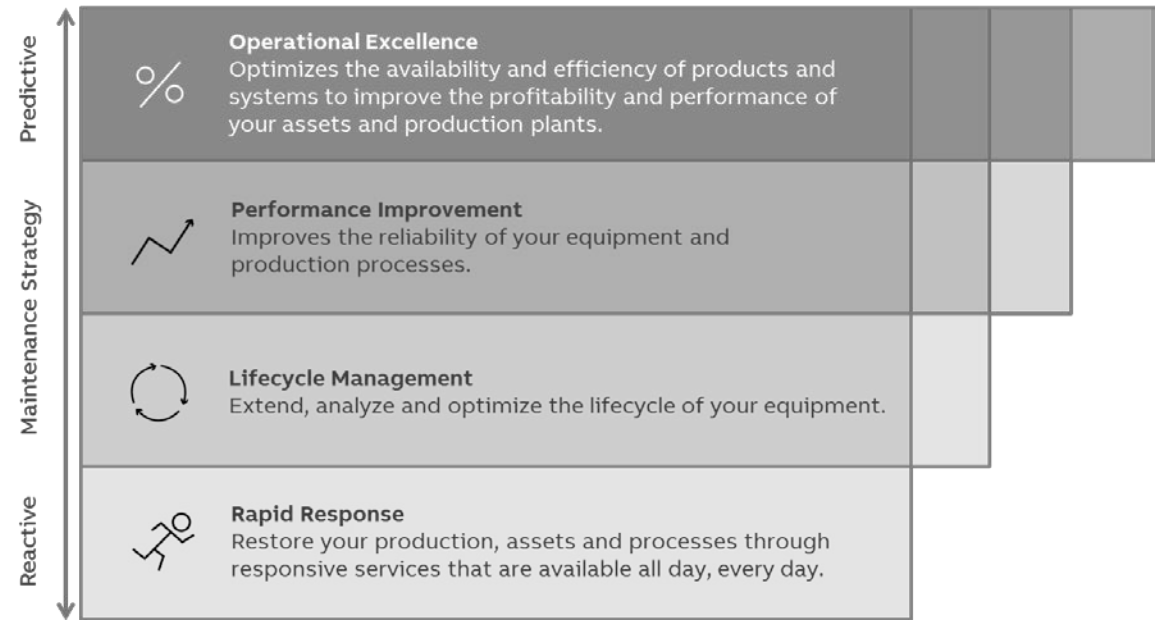 Predictive
Maintenance Strategy
Reactive
%
Operational Excellence
Optimizes the availability and efficiency of products and
systems to improve the profitability and performance of
your assets and production plants.
Performance Improvement
Improves the reliability of your equipment and
production processes.
Lifecycle Management
Extend, analyze and optimize the lifecycle of your equipment.
Rapid Response
Restore your production, assets and processes through
responsive services that are available all day, every day.